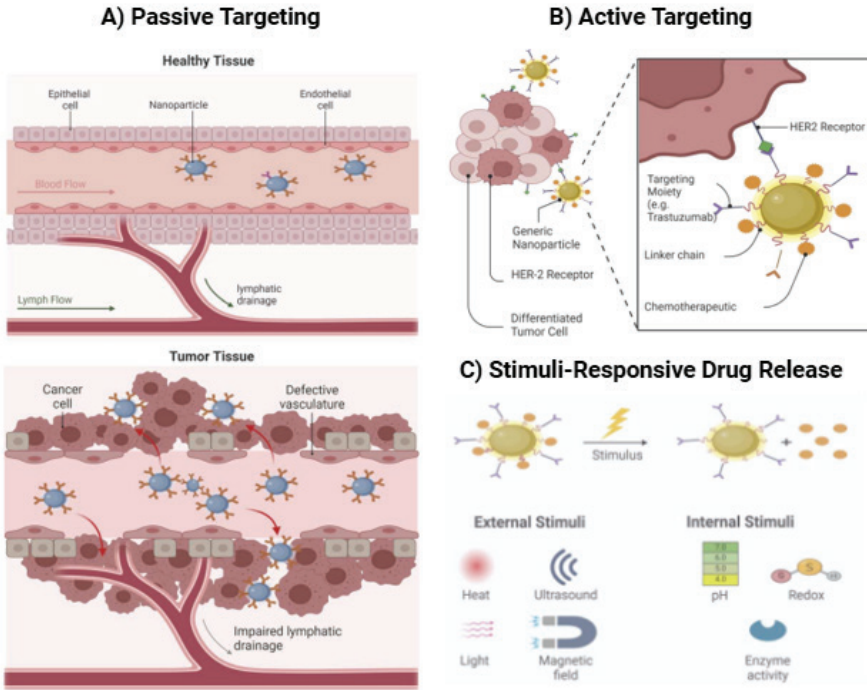 A) Passive Targeting
Healthy Tissue
Epithelial
cell
Nanoparticle
Endothelial
cell
Blood Flow
Lymph Flow
lymphatic
drainage
Tumor Tissue
Cancer
cell
Defective
vasculature
Impaired lymphatic
drainage
B) Active Targeting
HER2 Receptor
Targeting
Moiety
(e.g.
Trastuzumab)
Linker chain
Chemotherapeutic
Generic
Nanoparticle
HER-2 Receptor
Differentiated
Tumor Cell
C) Stimuli-Responsive Drug Release
Stimulus
+
External Stimuli
Internal Stimuli
Heat
Ultrasound
Light
Magnetic
field
7.0
6.0
5.0
4.0
pH
S
H
Redox
Enzyme
activity